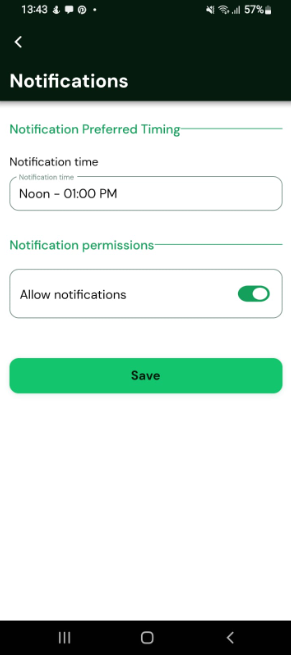 13:43
57%
Notifications
Notification Preferred Timing
Notification time
Notification time
Noon - 01:00 PM
Notification permissions
Allow notifications
Save